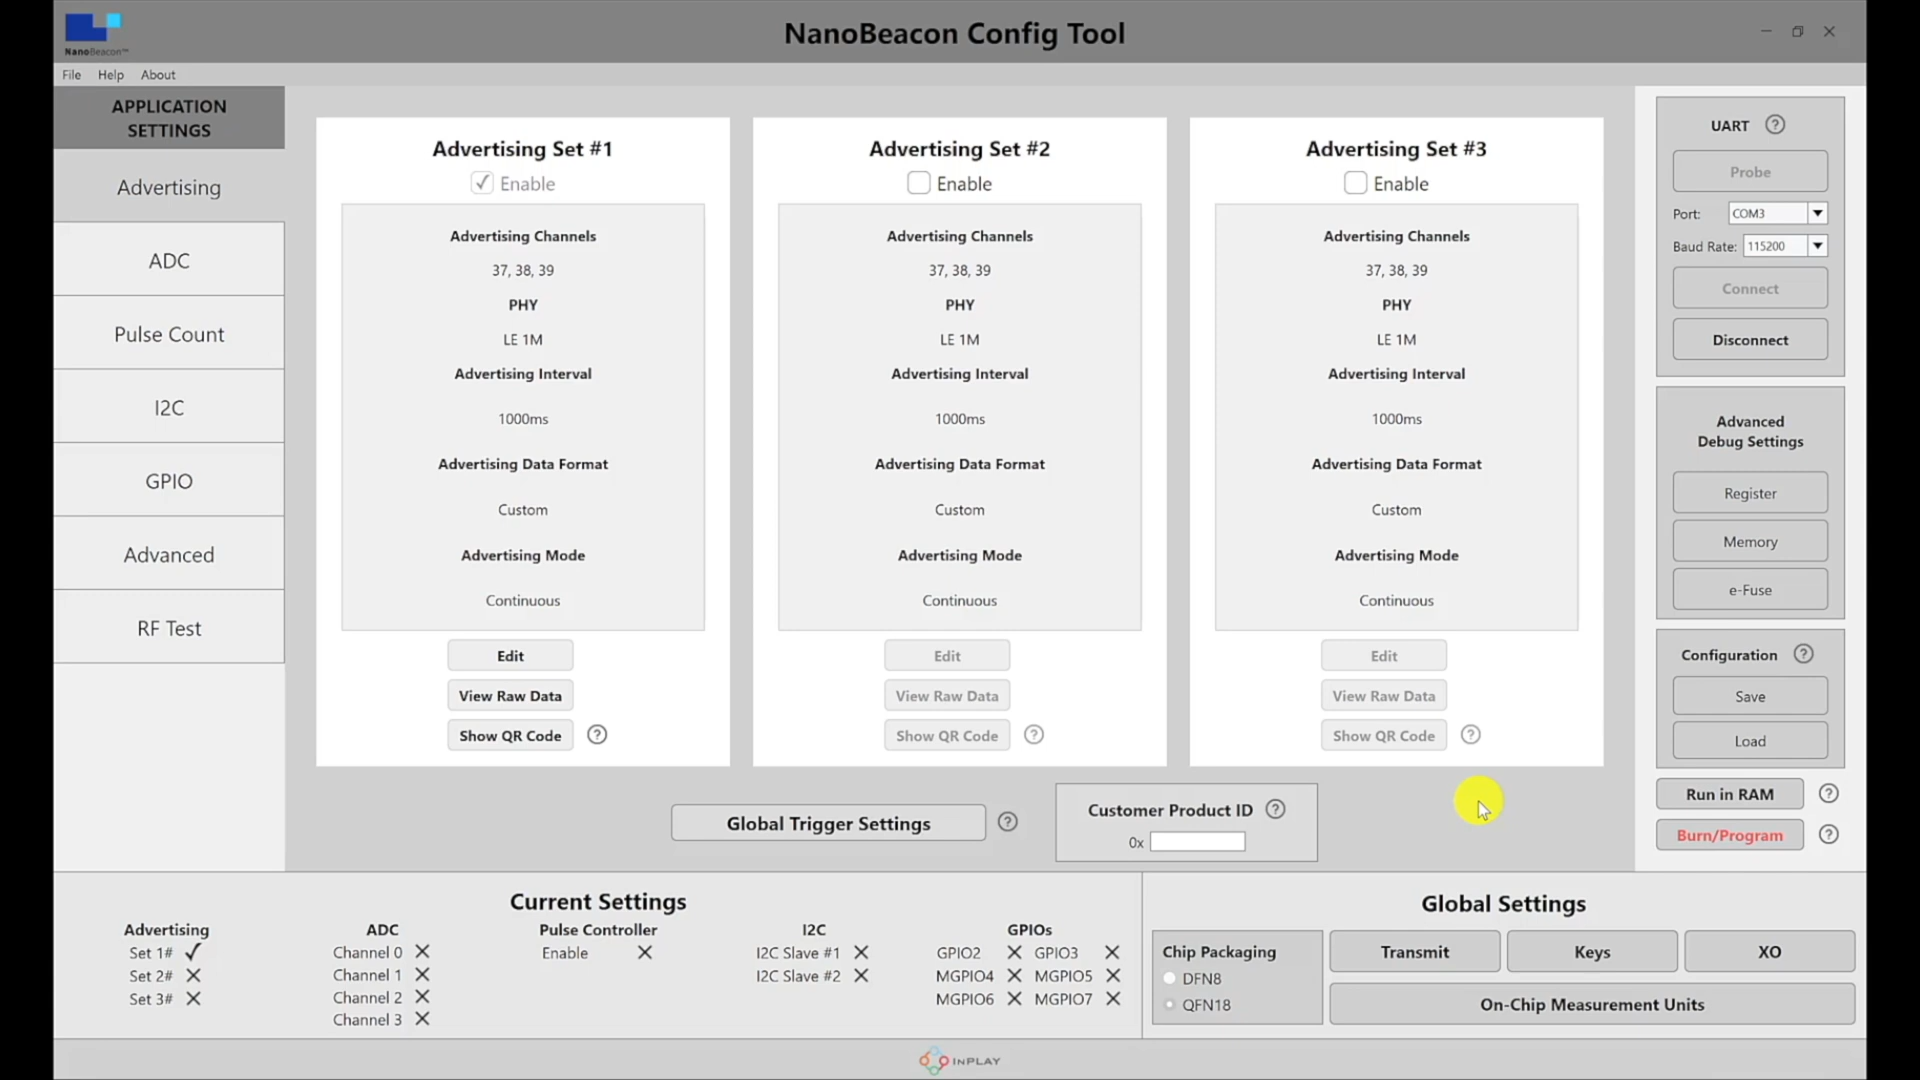 NanoBeacon Config Tool
NanoBeacon™
File Help About
APPLICATION
SETTINGS
Advertising
ADC
Pulse Count
I2C
GPIO
Advanced
RF Test
Advertising Set #1
✓ Enable
Advertising Channels
37, 38, 39
PHY
LE 1M
Advertising Interval
1000ms
Advertising Data Format
Custom
Advertising Mode
Continuous
Edit
View Raw Data
Show QR Code ?
Advertising Set #2
Enable
Advertising Channels
37, 38, 39
PHY
LE 1M
Advertising Interval
1000ms
Advertising Data Format
Custom
Advertising Mode
Continuous
Edit
View Raw Data
Show QR Code ?
Advertising Set #3
Enable
Advertising Channels
37, 38, 39
PHY
LE 1M
Advertising Interval
1000ms
Advertising Data Format
Custom
Advertising Mode
Continuous
Edit
View Raw Data
Show QR Code ?
Global Trigger Settings ?
Customer Product ID ?
0x
UART ?
Probe
Port: COM3
Baud Rate: 115200
Connect
Disconnect
Advanced
Debug Settings
Register
Memory
e-Fuse
Configuration ?
Save
Load
Run in RAM ?
Burn/Program ?
Current Settings
Advertising
Set 1# ✓
Set 2# ✕
Set 3# ✕
ADC
Channel 0 ✕
Channel 1 ✕
Channel 2 ✕
Channel 3 ✕
Pulse Controller
Enable ✕
I2C
I2C Slave #1 ✕
I2C Slave #2 ✕
GPIOs
GPIO2 ✕ GPIO3 ✕
MGPIO4 ✕ MGPIO5 ✕
MGPIO6 ✕ MGPIO7 ✕
Global Settings
Chip Packaging
DFN8
QFN18
Transmit
Keys
XO
On-Chip Measurement Units
INPLAY